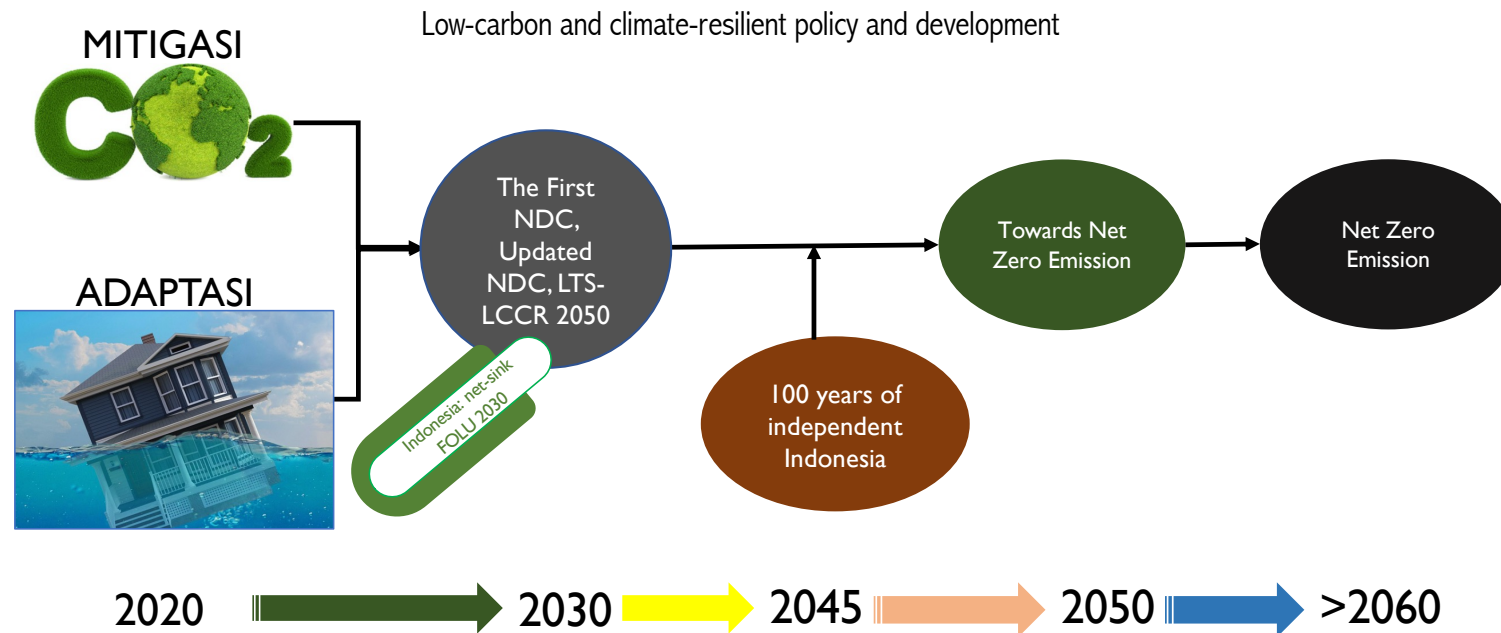 Low-carbon and climate-resilient policy and development
MITIGASI
CO2
The First
NDC,
Updated
NDC, LTS-
LCCR 2050
Towards Net
Zero Emission
Net Zero
Emission
ADAPTASI
Indonesia: net-sink
FOLU 2030
100 years of
independent
Indonesia
2020 2030 2045 2050 >2060